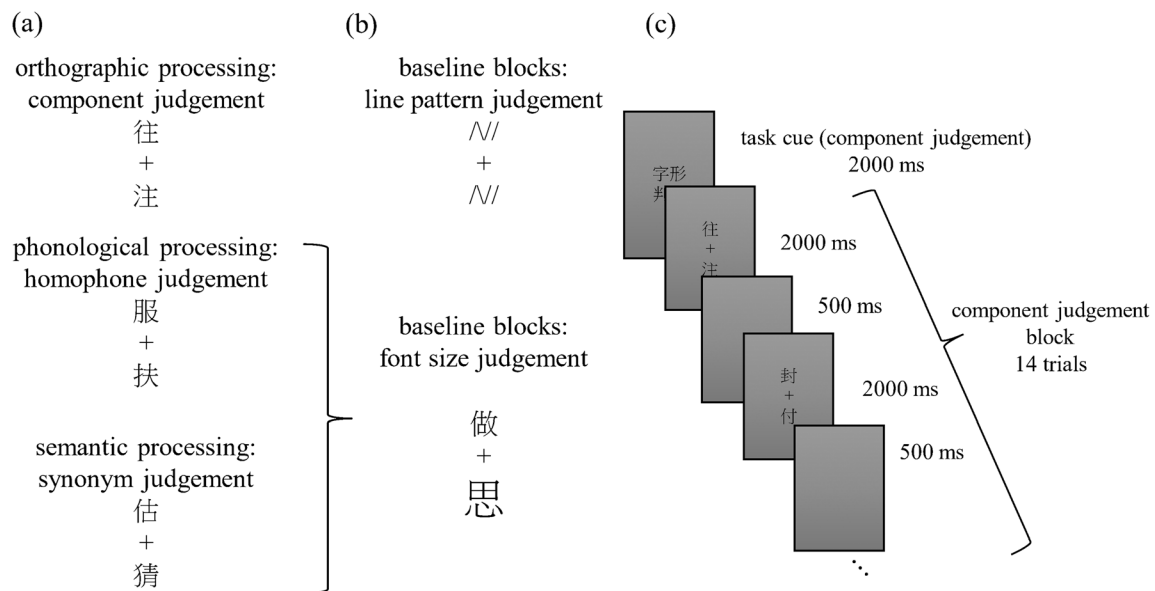 (a)
orthographic processing:
component judgement
往
+
注
phonological processing:
homophone judgement
服
+
扶
semantic processing:
synonym judgement
估
+
猜
(b)
baseline blocks:
line pattern judgement
/\//
+
/\//
baseline blocks:
font size judgement
做
+
思
(c)
字形
判
task cue (component judgement)
2000 ms
往
+
注
2000 ms
500 ms
封
+
付
2000 ms
500 ms
component judgement
block
14 trials
⋱